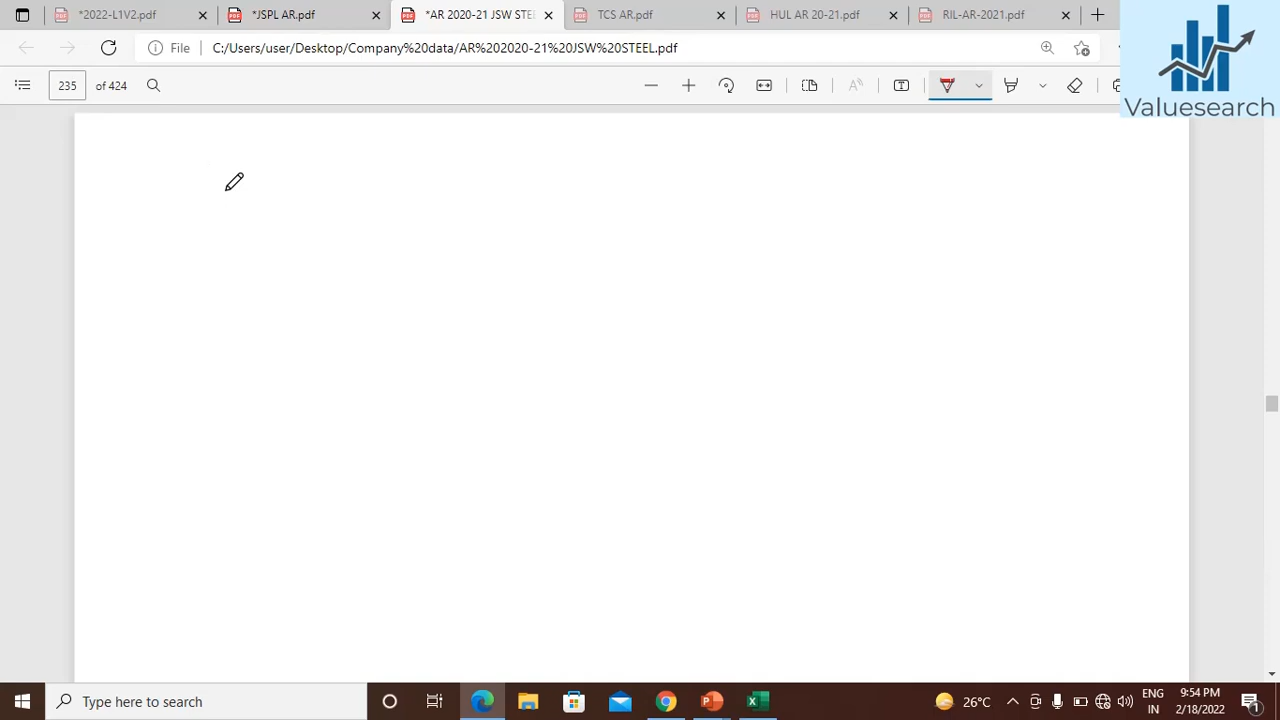 *2022-L1V2.pdf
*JSPL AR.pdf
*AR 2020-21 JSW STEE
TCS AR.pdf
HUL AR 20-21.pdf
RIL-AR-2021.pdf
File
C:/Users/user/Desktop/Company%20data/AR%202020-21%20JSW%20STEEL.pdf
235 of 424
Valuesearch
Type here to search
26°C
ENG
IN
9:54 PM
2/18/2022
1